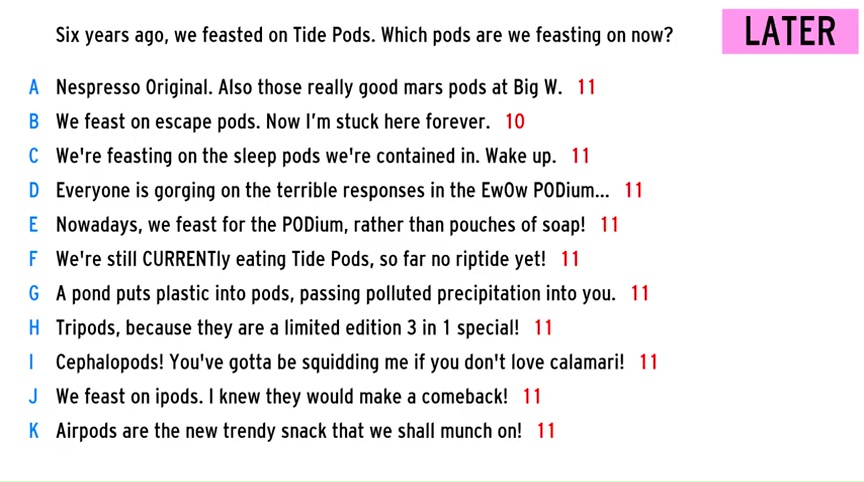 Six years ago, we feasted on Tide Pods. Which pods are we feasting on now?
LATER
A Nespresso Original. Also those really good mars pods at Big W. 11
B We feast on escape pods. Now I'm stuck here forever. 10
C We're feasting on the sleep pods we're contained in. Wake up. 11
D Everyone is gorging on the terrible responses in the EwOw PODium... 11
E Nowadays, we feast for the PODium, rather than pouches of soap! 11
F We're still CURRENTly eating Tide Pods, so far no riptide yet! 11
G A pond puts plastic into pods, passing polluted precipitation into you. 11
H Tripods, because they are a limited edition 3 in 1 special! 11
I Cephalopods! You've gotta be squidding me if you don't love calamari! 11
J We feast on ipods. I knew they would make a comeback! 11
K Airpods are the new trendy snack that we shall munch on! 11